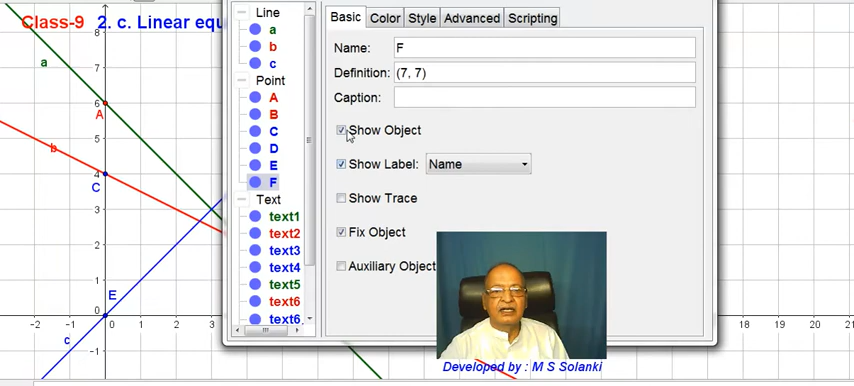 Class-9 2. c. Linear equ
Line
a
b
c
Point
A
B
C
D
E
F
Text
text1
text2
text3
text4
text5
text6
text6
Basic Color Style Advanced Scripting
Name: F
Definition: (7, 7)
Caption:
Show Object
Show Label: Name
Show Trace
Fix Object
Auxiliary Object
a
A
b
C
E
c
8
7
6
5
4
3
2
1
0
−1
−2 −1 0 1 2 3 18 19 20 21
Developed by : M S Solanki